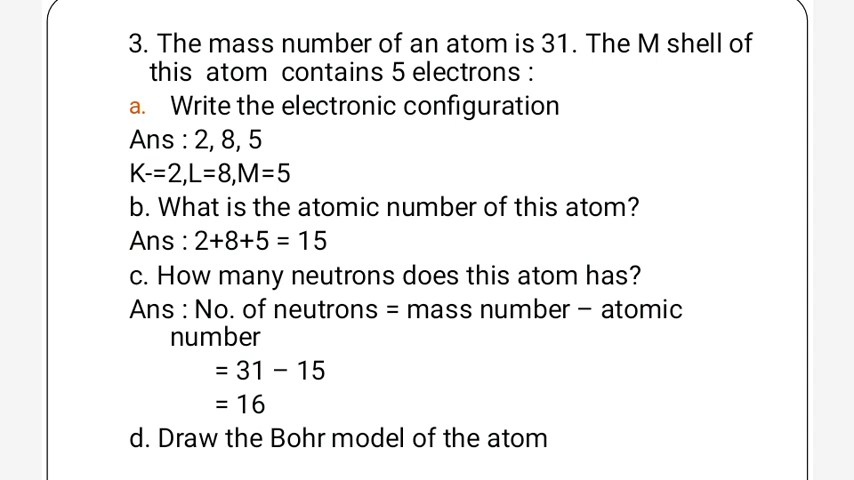 3. The mass number of an atom is 31. The M shell of
this atom contains 5 electrons :
a. Write the electronic configuration
Ans : 2, 8, 5
K-=2,L=8,M=5
b. What is the atomic number of this atom?
Ans : 2+8+5 = 15
c. How many neutrons does this atom has?
Ans : No. of neutrons = mass number – atomic
number
= 31 – 15
= 16
d. Draw the Bohr model of the atom